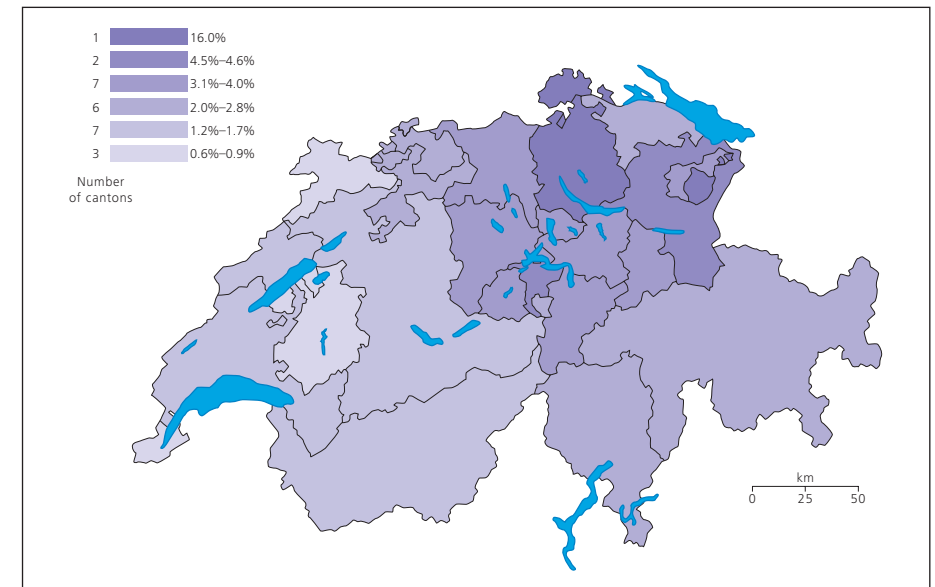 1 16.0%
2 4.5%–4.6%
7 3.1%–4.0%
6 2.0%–2.8%
7 1.2%–1.7%
3 0.6%–0.9%
Number
of cantons
km
0 25 50